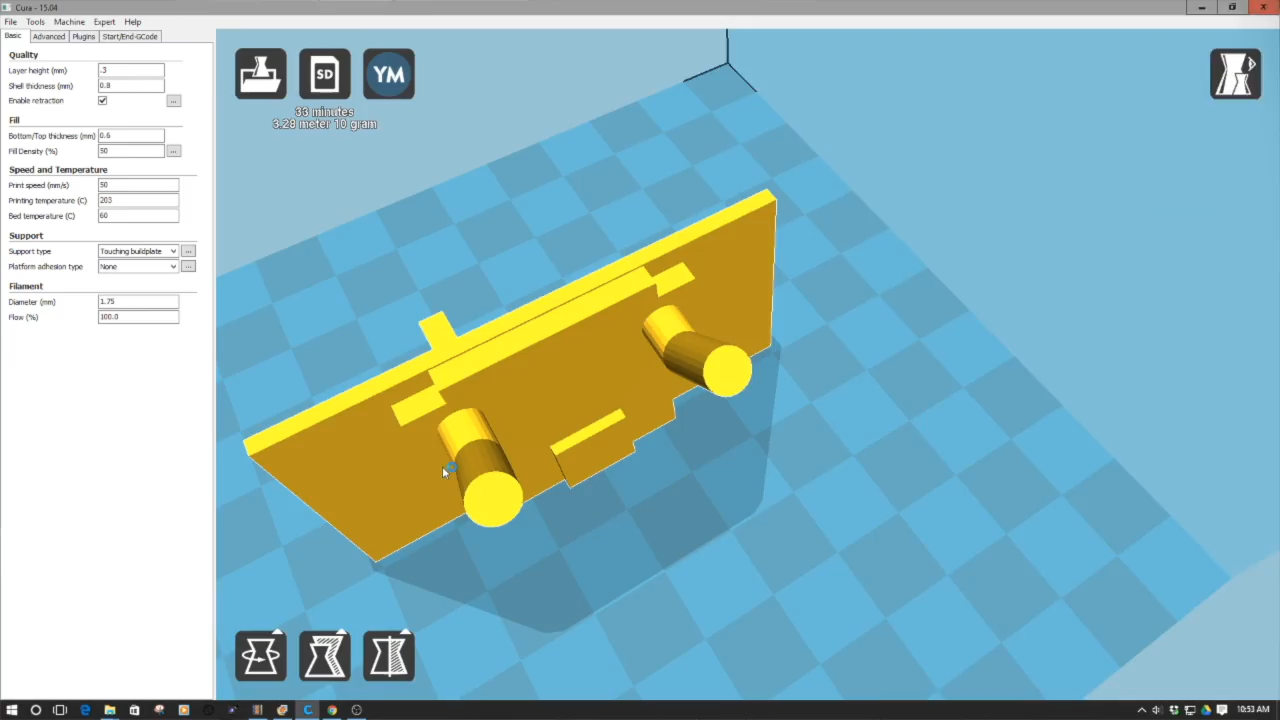 Cura - 15.04
File Tools Machine Expert Help
Basic Advanced Plugins Start/End-GCode
Quality
Layer height (mm) .3
Shell thickness (mm) 0.8
Enable retraction ...
Fill
Bottom/Top thickness (mm) 0.6
Fill Density (%) 50 ...
Speed and Temperature
Print speed (mm/s) 50
Printing temperature (C) 203
Bed temperature (C) 60
Support
Support type Touching buildplate ...
Platform adhesion type None ...
Filament
Diameter (mm) 1.75
Flow (%) 100.0
SD
YM
33 minutes
3.28 meter 10 gram
10:53 AM